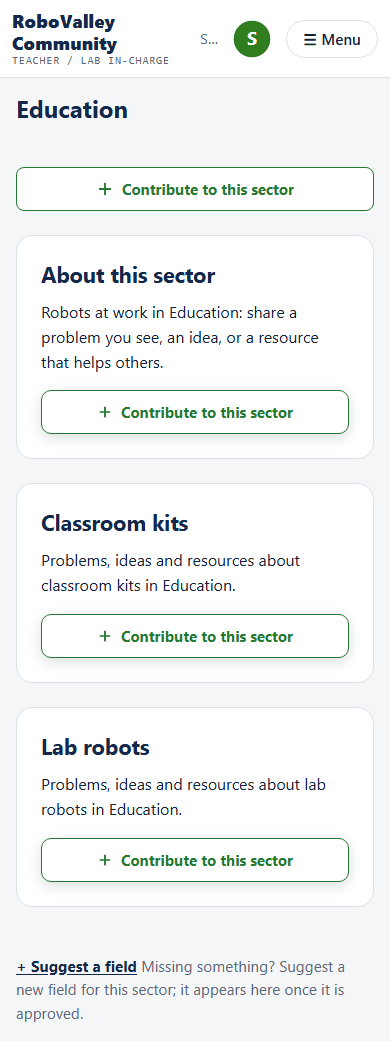 RoboValley
Community
TEACHER / LAB IN-CHARGE
S...
S
☰ Menu
Education
+ Contribute to this sector
About this sector
Robots at work in Education: share a
problem you see, an idea, or a resource
that helps others.
+ Contribute to this sector
Classroom kits
Problems, ideas and resources about
classroom kits in Education.
+ Contribute to this sector
Lab robots
Problems, ideas and resources about lab
robots in Education.
+ Contribute to this sector
+ Suggest a field Missing something? Suggest a
new field for this sector; it appears here once it is
approved.